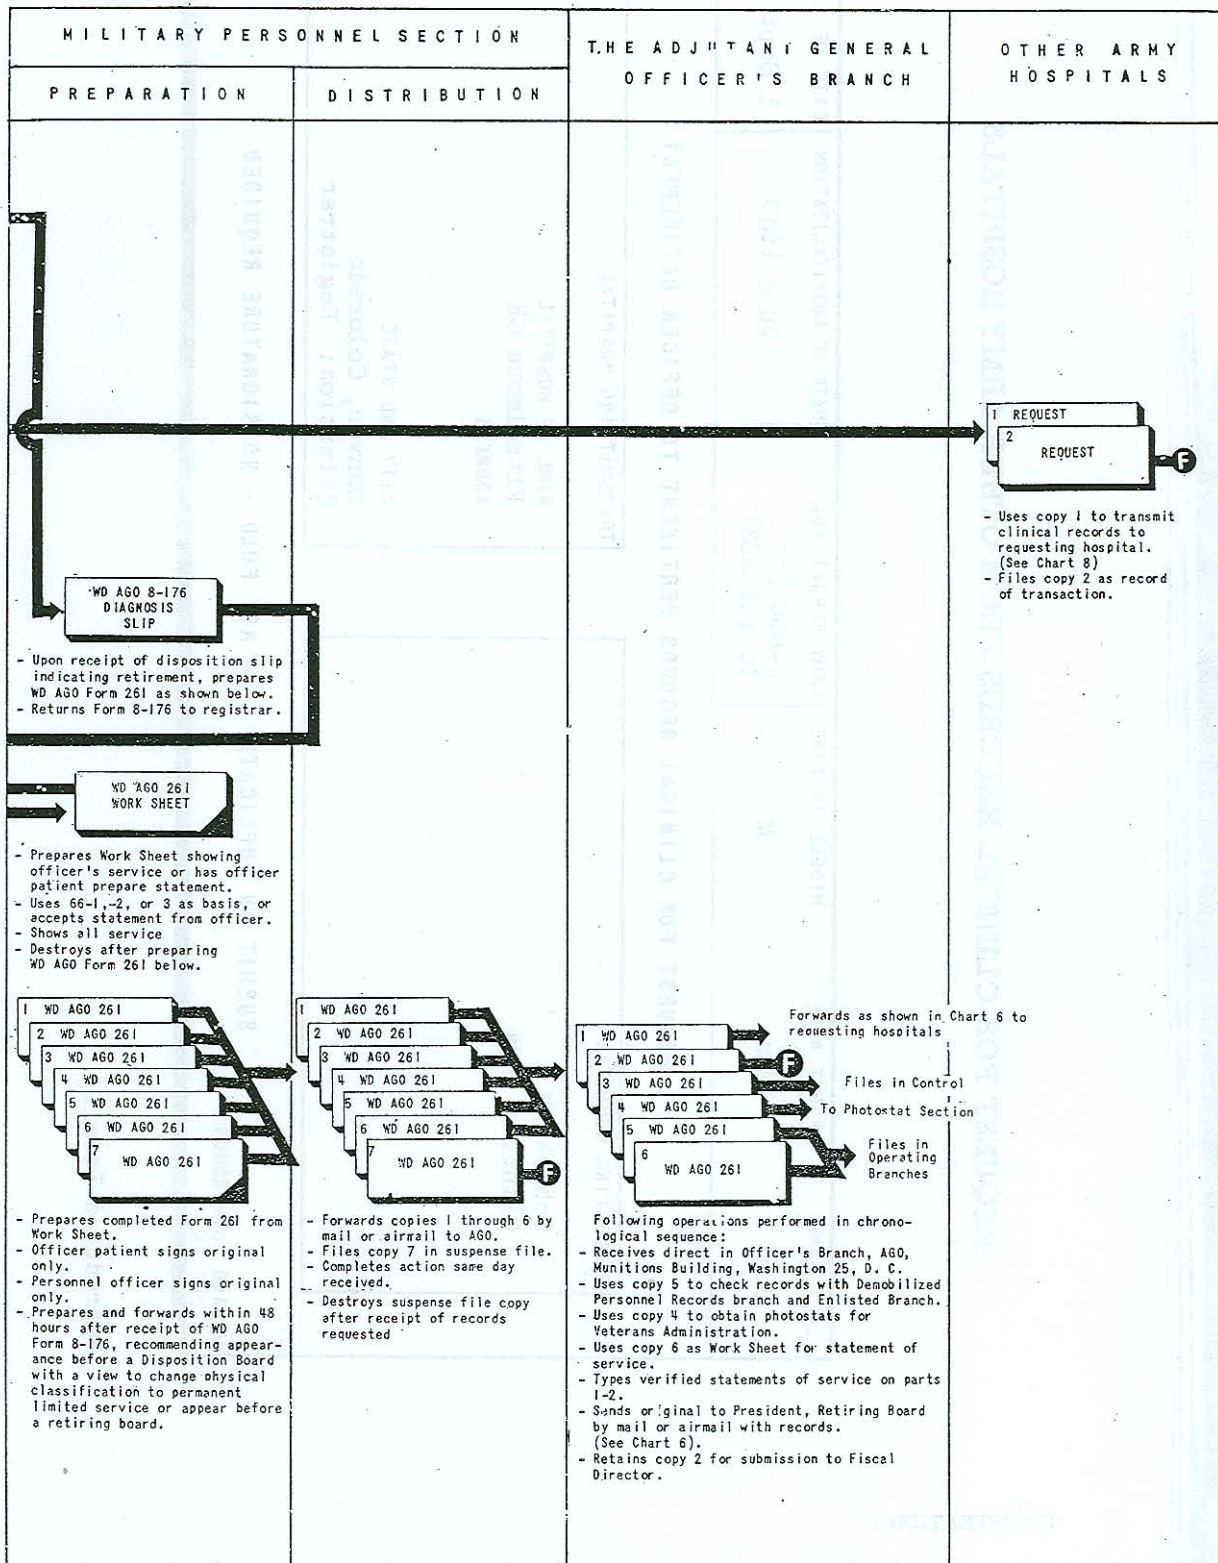 MILITARY PERSONNEL SECTION
PREPARATION
DISTRIBUTION
THE ADJUTANT GENERAL
OFFICER'S BRANCH
OTHER ARMY
HOSPITALS
1 REQUEST
2
REQUEST
F
- Uses copy 1 to transmit
clinical records to
requesting hospital.
(See Chart 8)
- Files copy 2 as record
of transaction.
WD AGO 8-176
DIAGNOSIS
SLIP
- Upon receipt of disposition slip
indicating retirement, prepares
WD AGO Form 261 as shown below.
- Returns Form 8-176 to registrar.
WD AGO 261
WORK SHEET
- Prepares Work Sheet showing
officer's service or has officer
patient prepare statement.
- Uses 66-1,-2, or 3 as basis, or
accepts statement from officer.
- Shows all service
- Destroys after preparing
WD AGO Form 261 below.
1 WD AGO 261
2 WD AGO 261
3 WD AGO 261
4 WD AGO 261
5 WD AGO 261
6 WD AGO 261
7
WD AGO 261
- Prepares completed Form 261 from
Work Sheet.
- Officer patient signs original
only.
- Personnel officer signs original
only.
- Prepares and forwards within 48
hours after receipt of WD AGO
Form 8-176, recommending appear-
ance before a Disposition Board
with a view to change physical
classification to permanent
limited service or appear before
a retiring board.
1 WD AGO 261
2 WD AGO 261
3 WD AGO 261
4 WD AGO 261
5 WD AGO 261
6 WD AGO 261
7
WD AGO 261
F
- Forwards copies 1 through 6 by
mail or airmail to AGO.
- Files copy 7 in suspense file.
- Completes action same day
received.
- Destroys suspense file copy
after receipt of records
requested
1 WD AGO 261
2 WD AGO 261
3 WD AGO 261
4 WD AGO 261
5 WD AGO 261
6
WD AGO 261
Forwards as shown in Chart 6 to
requesting hospitals
F
Files in Control
To Photostat Section
Files in
Operating
Branches
Following operations performed in chrono-
logical sequence:
- Receives direct in Officer's Branch, AGO,
Munitions Building, Washington 25, D. C.
- Uses copy 5 to check records with Demobilized
Personnel Records branch and Enlisted Branch.
- Uses copy 4 to obtain photostats for
Veterans Administration.
- Uses copy 6 as Work Sheet for statement of
service.
- Types verified statements of service on parts
1-2.
- Sends original to President, Retiring Board
by mail or airmail with records.
(See Chart 6).
- Retains copy 2 for submission to Fiscal
Director.